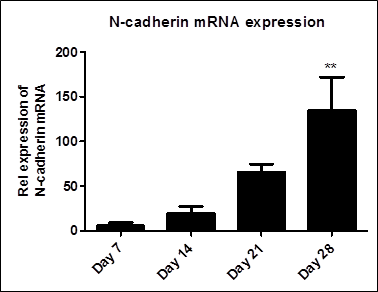 N-cadherin mRNA expression
Rel expression of
N-cadherin mRNA
200
150
100
50
0
**
Day 7
Day 14
Day 21
Day 28